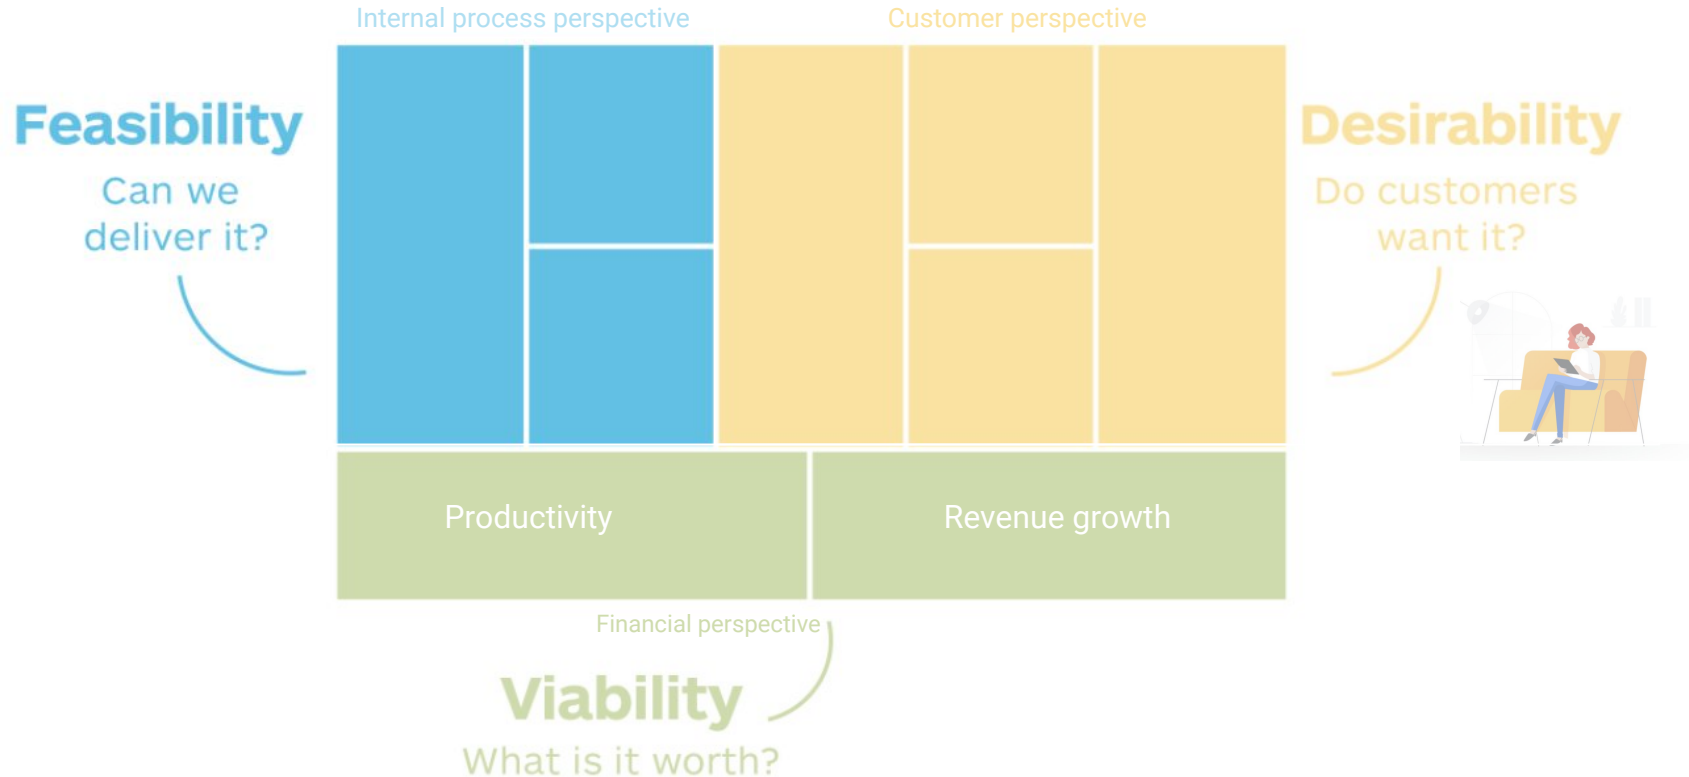 Internal process perspective
Customer perspective
Feasibility
Can we
deliver it?
Desirability
Do customers
want it?
Productivity
Revenue growth
Financial perspective
Viability
What is it worth?